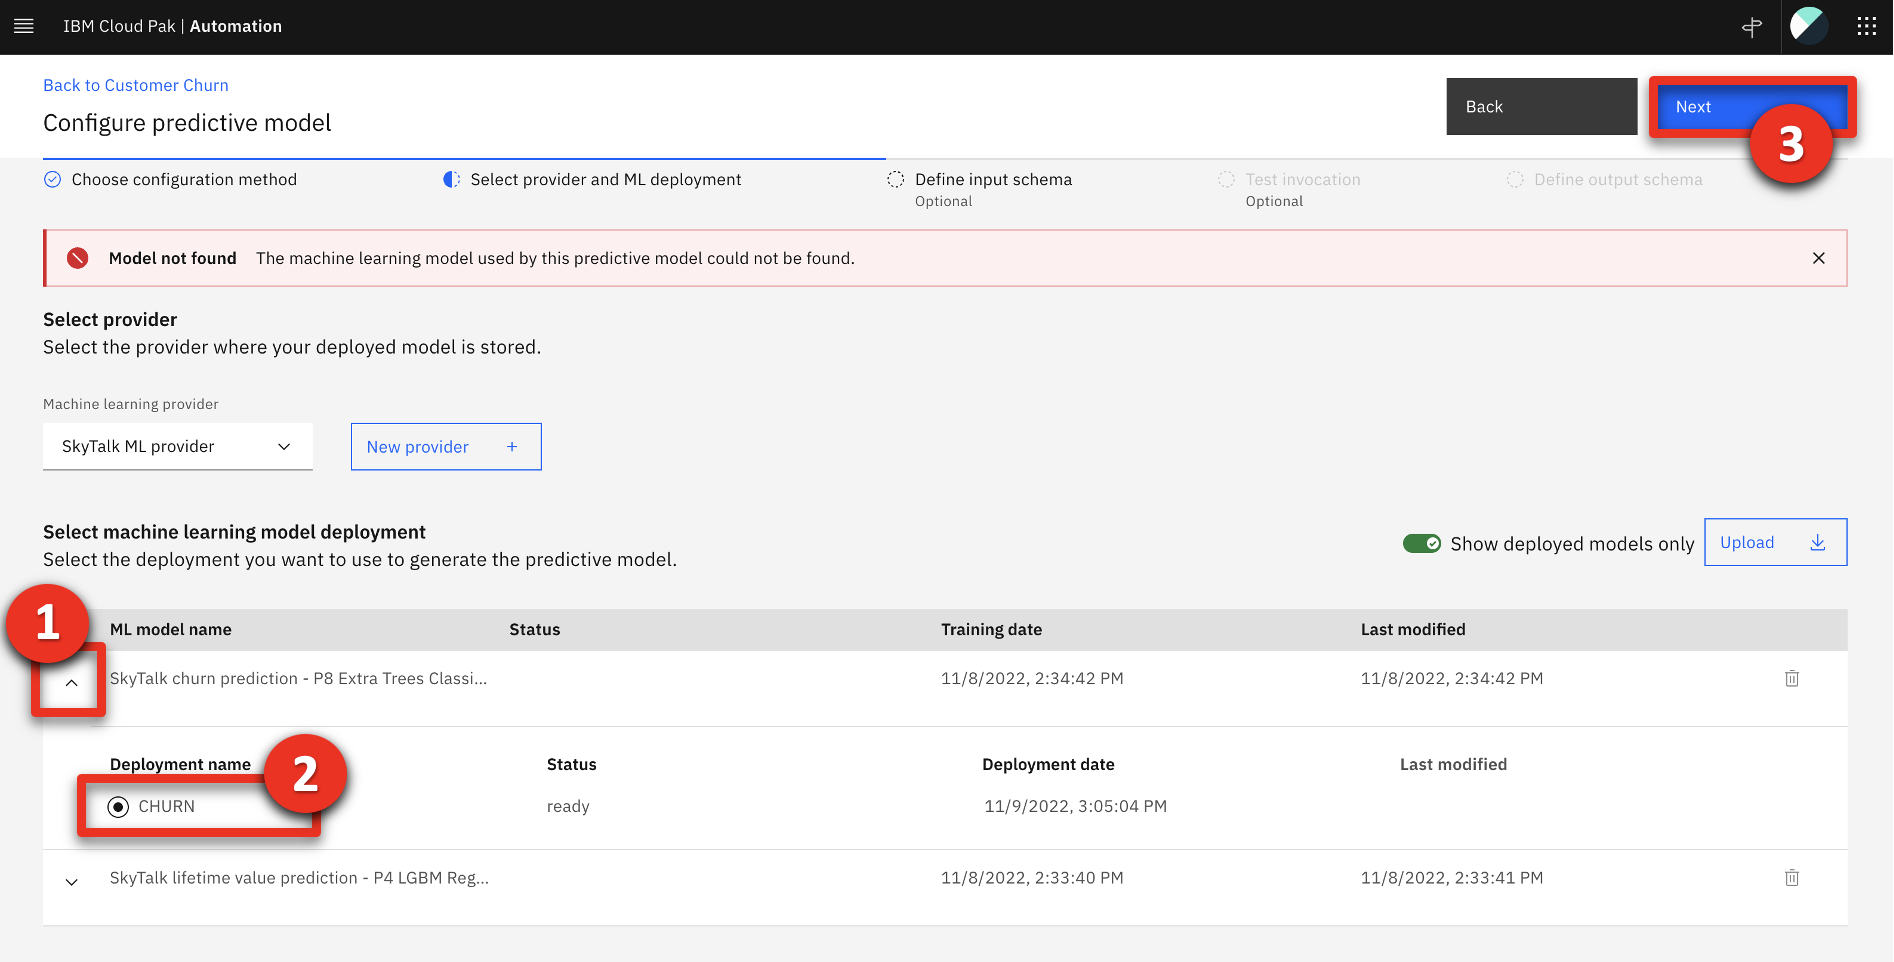 IBM Cloud Pak | Automation
Back to Customer Churn
Configure predictive model
Back
Next
3
Choose configuration method
Select provider and ML deployment
Define input schema
Optional
Test invocation
Optional
Define output schema
Model not found The machine learning model used by this predictive model could not be found.
Select provider
Select the provider where your deployed model is stored.
Machine learning provider
SkyTalk ML provider
New provider +
Select machine learning model deployment
Select the deployment you want to use to generate the predictive model.
Show deployed models only
Upload
1
ML model name Status Training date Last modified
SkyTalk churn prediction - P8 Extra Trees Classi... 11/8/2022, 2:34:42 PM 11/8/2022, 2:34:42 PM
2
Deployment name Status Deployment date Last modified
CHURN ready 11/9/2022, 3:05:04 PM
SkyTalk lifetime value prediction - P4 LGBM Reg... 11/8/2022, 2:33:40 PM 11/8/2022, 2:33:41 PM